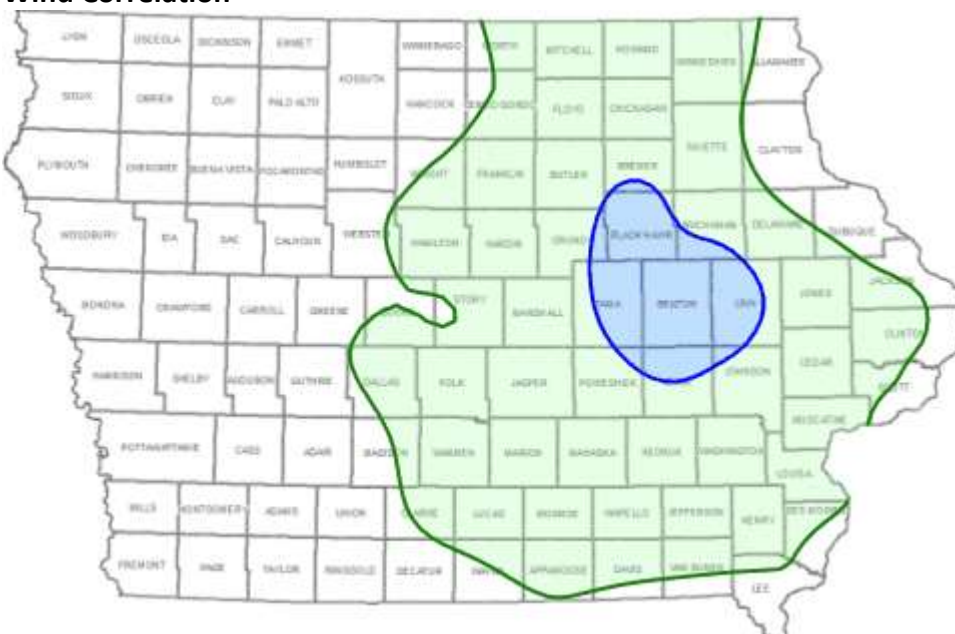 Wind Correlation
LYON OSCEOLA DICKINSON EMMET WINNEBAGO WORTH MITCHELL HOWARD WINNESHIEK ALLAMAKEE
KOSSUTH
SIOUX OBRIEN CLAY PALO ALTO HANCOCK CERRO GORDO FLOYD CHICKASAW
PLYMOUTH CHEROKEE BUENA VISTA POCAHONTAS HUMBOLDT WRIGHT FRANKLIN BUTLER BREMER FAYETTE CLAYTON
WOODBURY IDA SAC CALHOUN WEBSTER HAMILTON HARDIN GRUNDY BLACK HAWK BUCHANAN DELAWARE DUBUQUE
MONONA CRAWFORD CARROLL GREENE STORY MARSHALL TAMA BENTON LINN JONES JACKSON
CLINTON
HARRISON SHELBY AUDUBON GUTHRIE DALLAS POLK JASPER POWESHIEK JOHNSON CEDAR SCOTT
MUSCATINE
POTTAWATTAMIE CASS ADAIR MADISON WARREN MARION MAHASKA KEOKUK WASHINGTON LOUISA
MILLS MONTGOMERY ADAMS UNION CLARKE LUCAS MONROE WAPELLO JEFFERSON HENRY DES MOINES
FREMONT PAGE TAYLOR RINGGOLD DECATUR WAYNE APPANOOSE DAVIS VAN BUREN LEE